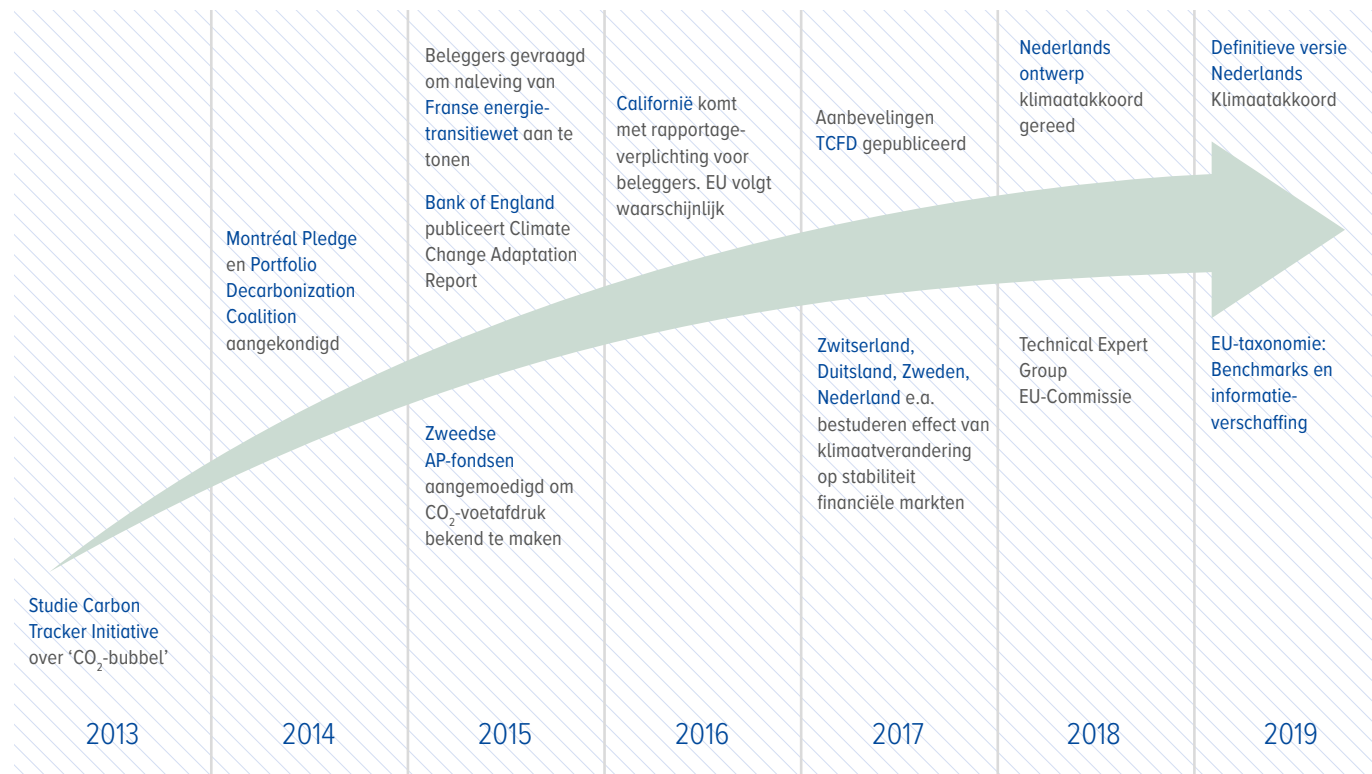 Studie Carbon
Tracker Initiative
over ‘CO₂-bubbel’
2013
Montréal Pledge
en Portfolio
Decarbonization
Coalition
aangekondigd
2014
Beleggers gevraagd
om naleving van
Franse energie-
transitiewet aan te
tonen
Bank of England
publiceert Climate
Change Adaptation
Report
Zweedse
AP-fondsen
aangemoedigd om
CO₂-voetafdruk
bekend te maken
2015
Californië komt
met rapportage-
verplichting voor
beleggers. EU volgt
waarschijnlijk
2016
Aanbevelingen
TCFD gepubliceerd
Zwitserland,
Duitsland, Zweden,
Nederland e.a.
bestuderen effect van
klimaatverandering
op stabiliteit
financiële markten
2017
Nederlands
ontwerp
klimaatakkoord
gereed
Technical Expert
Group
EU-Commissie
2018
Definitieve versie
Nederlands
Klimaatakkoord
EU-taxonomie:
Benchmarks en
informatie-
verschaffing
2019